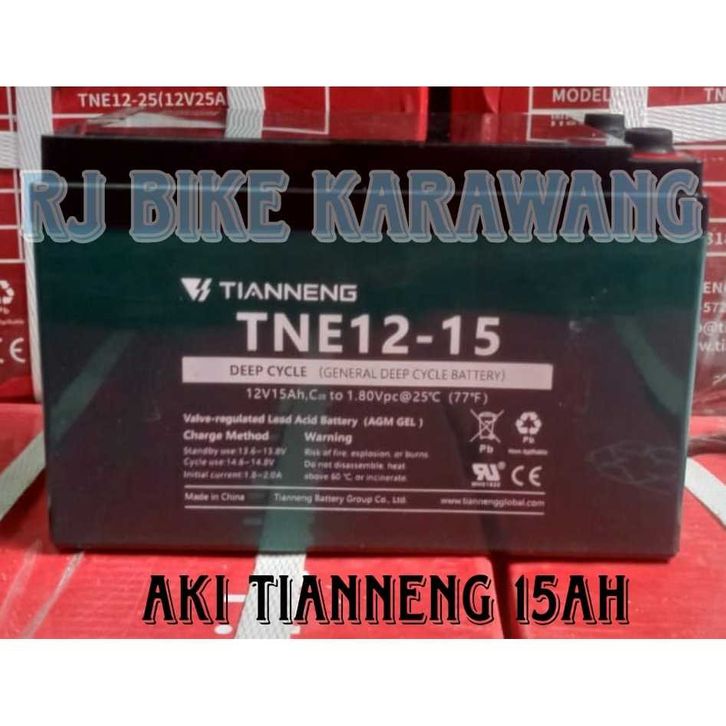 TNE12-25(12V25A
MODEL
TN
RJ BIKE KARAWANG
TIANNENG
TNE12-15
DEEP CYCLE (GENERAL DEEP CYCLE BATTERY)
12V15Ah, to 1.80Vpc@25℃ (77℉)
Valve-regulated Lead Acid Battery (AGM GEL)
Charge Method
Warning
Standby use:13.6-13.8V
Risk of fire, explosion, or burns.
Cycle use:14.6-14.8V
Do not disassemble, heat
Initial current:1.8-2.0A
above 60 ℃, or incinerate.
Pb
Pb
CE
Made in China
Tianneng Battery Group Co., Ltd.
www.tiannengglobal.com
AKI TIANNENG 15AH